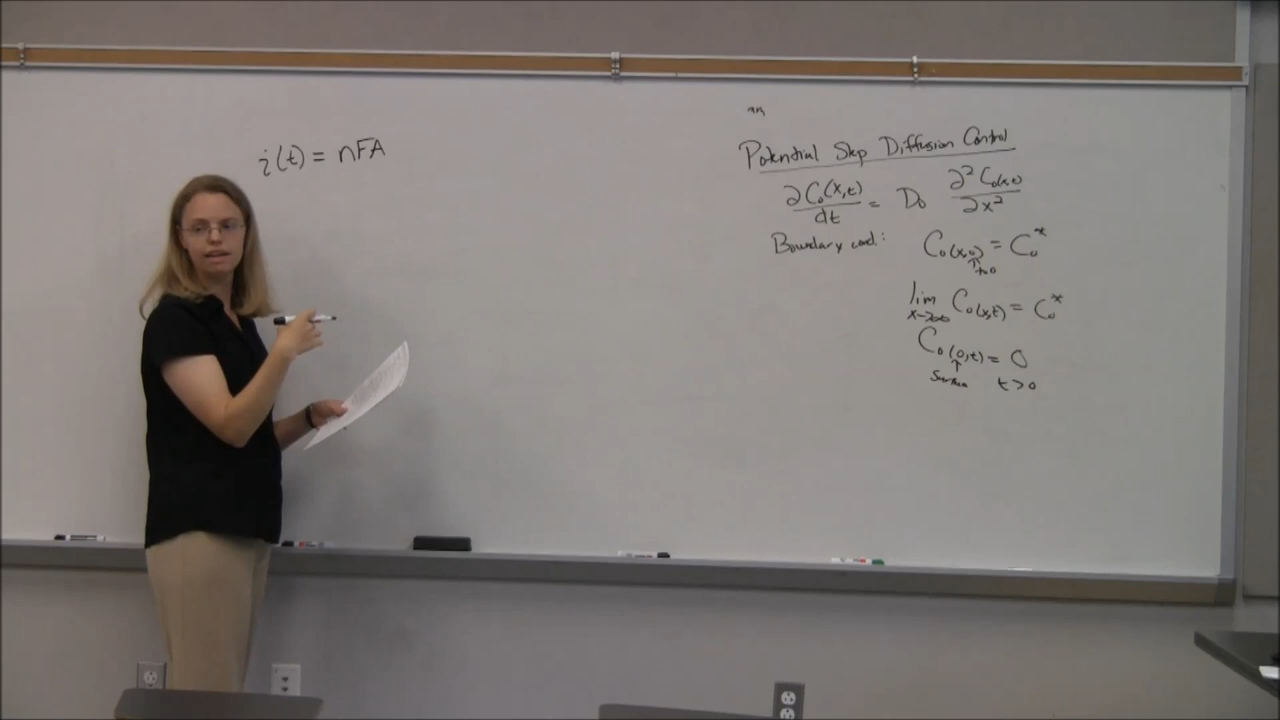 i(t) = nFA
Potential Step Diffusion Control
∂C₀(x,t)/dt = D₀ ∂²C₀(x,t)/∂x²
Boundary cond.: C₀(x,0) = C₀*
↑ t=0
lim x→∞ C₀(x,t) = C₀*
C₀(0,t) = 0
↑
surface t>0